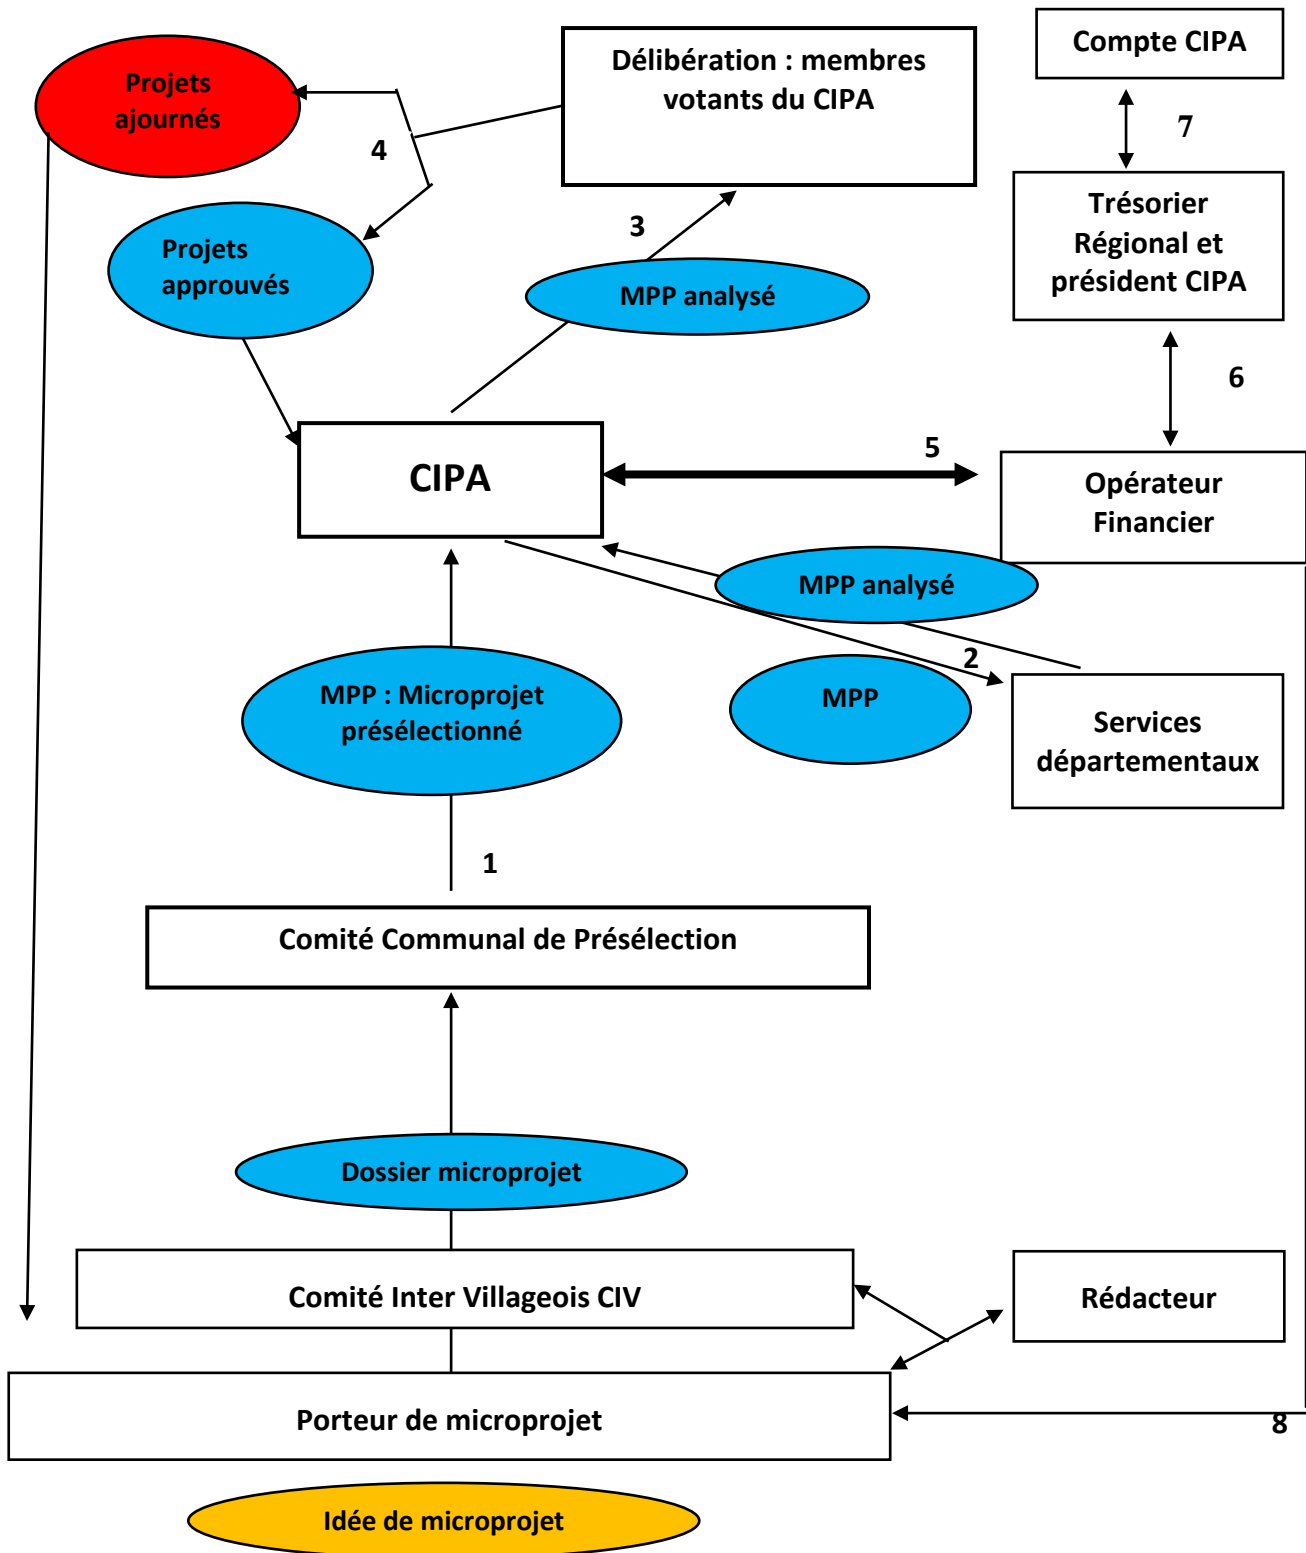 Projets
ajournés
Délibération : membres
votants du CIPA
Compte CIPA
7
4
Trésorier
Régional et
président CIPA
3
Projets
approuvés
MPP analysé
6
5
CIPA
Opérateur
Financier
MPP analysé
2
MPP : Microprojet
présélectionné
MPP
Services
départementaux
1
Comité Communal de Présélection
Dossier microprojet
Comité Inter Villageois CIV
Rédacteur
Porteur de microprojet
8
Idée de microprojet